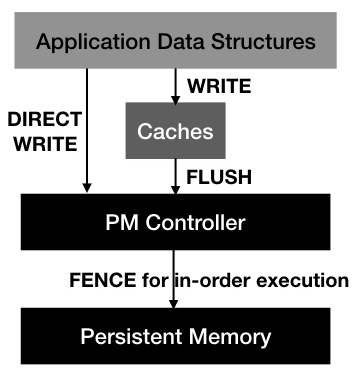 Application Data Structures
WRITE
DIRECT
WRITE
Caches
FLUSH
PM Controller
FENCE for in-order execution
Persistent Memory